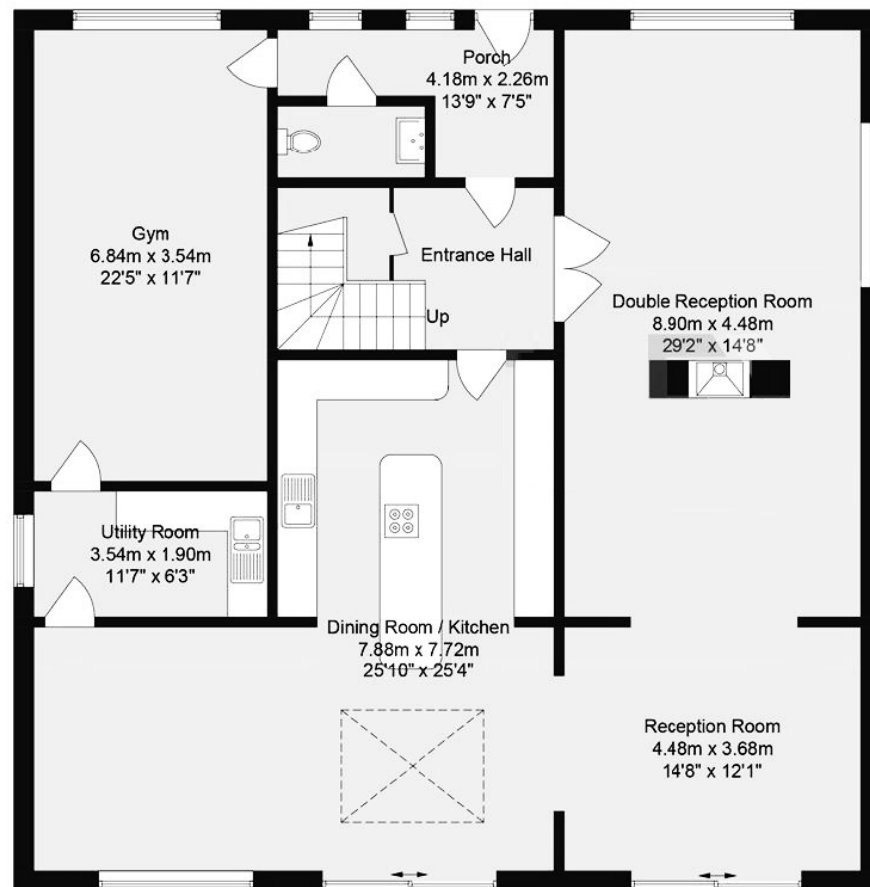 Porch
4.18m x 2.26m
13'9" x 7'5"
Gym
6.84m x 3.54m
22'5" x 11'7"
Entrance Hall
Up
Double Reception Room
8.90m x 4.48m
29'2" x 14'8"
Utility Room
3.54m x 1.90m
11'7" x 6'3"
Dining Room / Kitchen
7.88m x 7.72m
25'10" x 25'4"
Reception Room
4.48m x 3.68m
14'8" x 12'1"